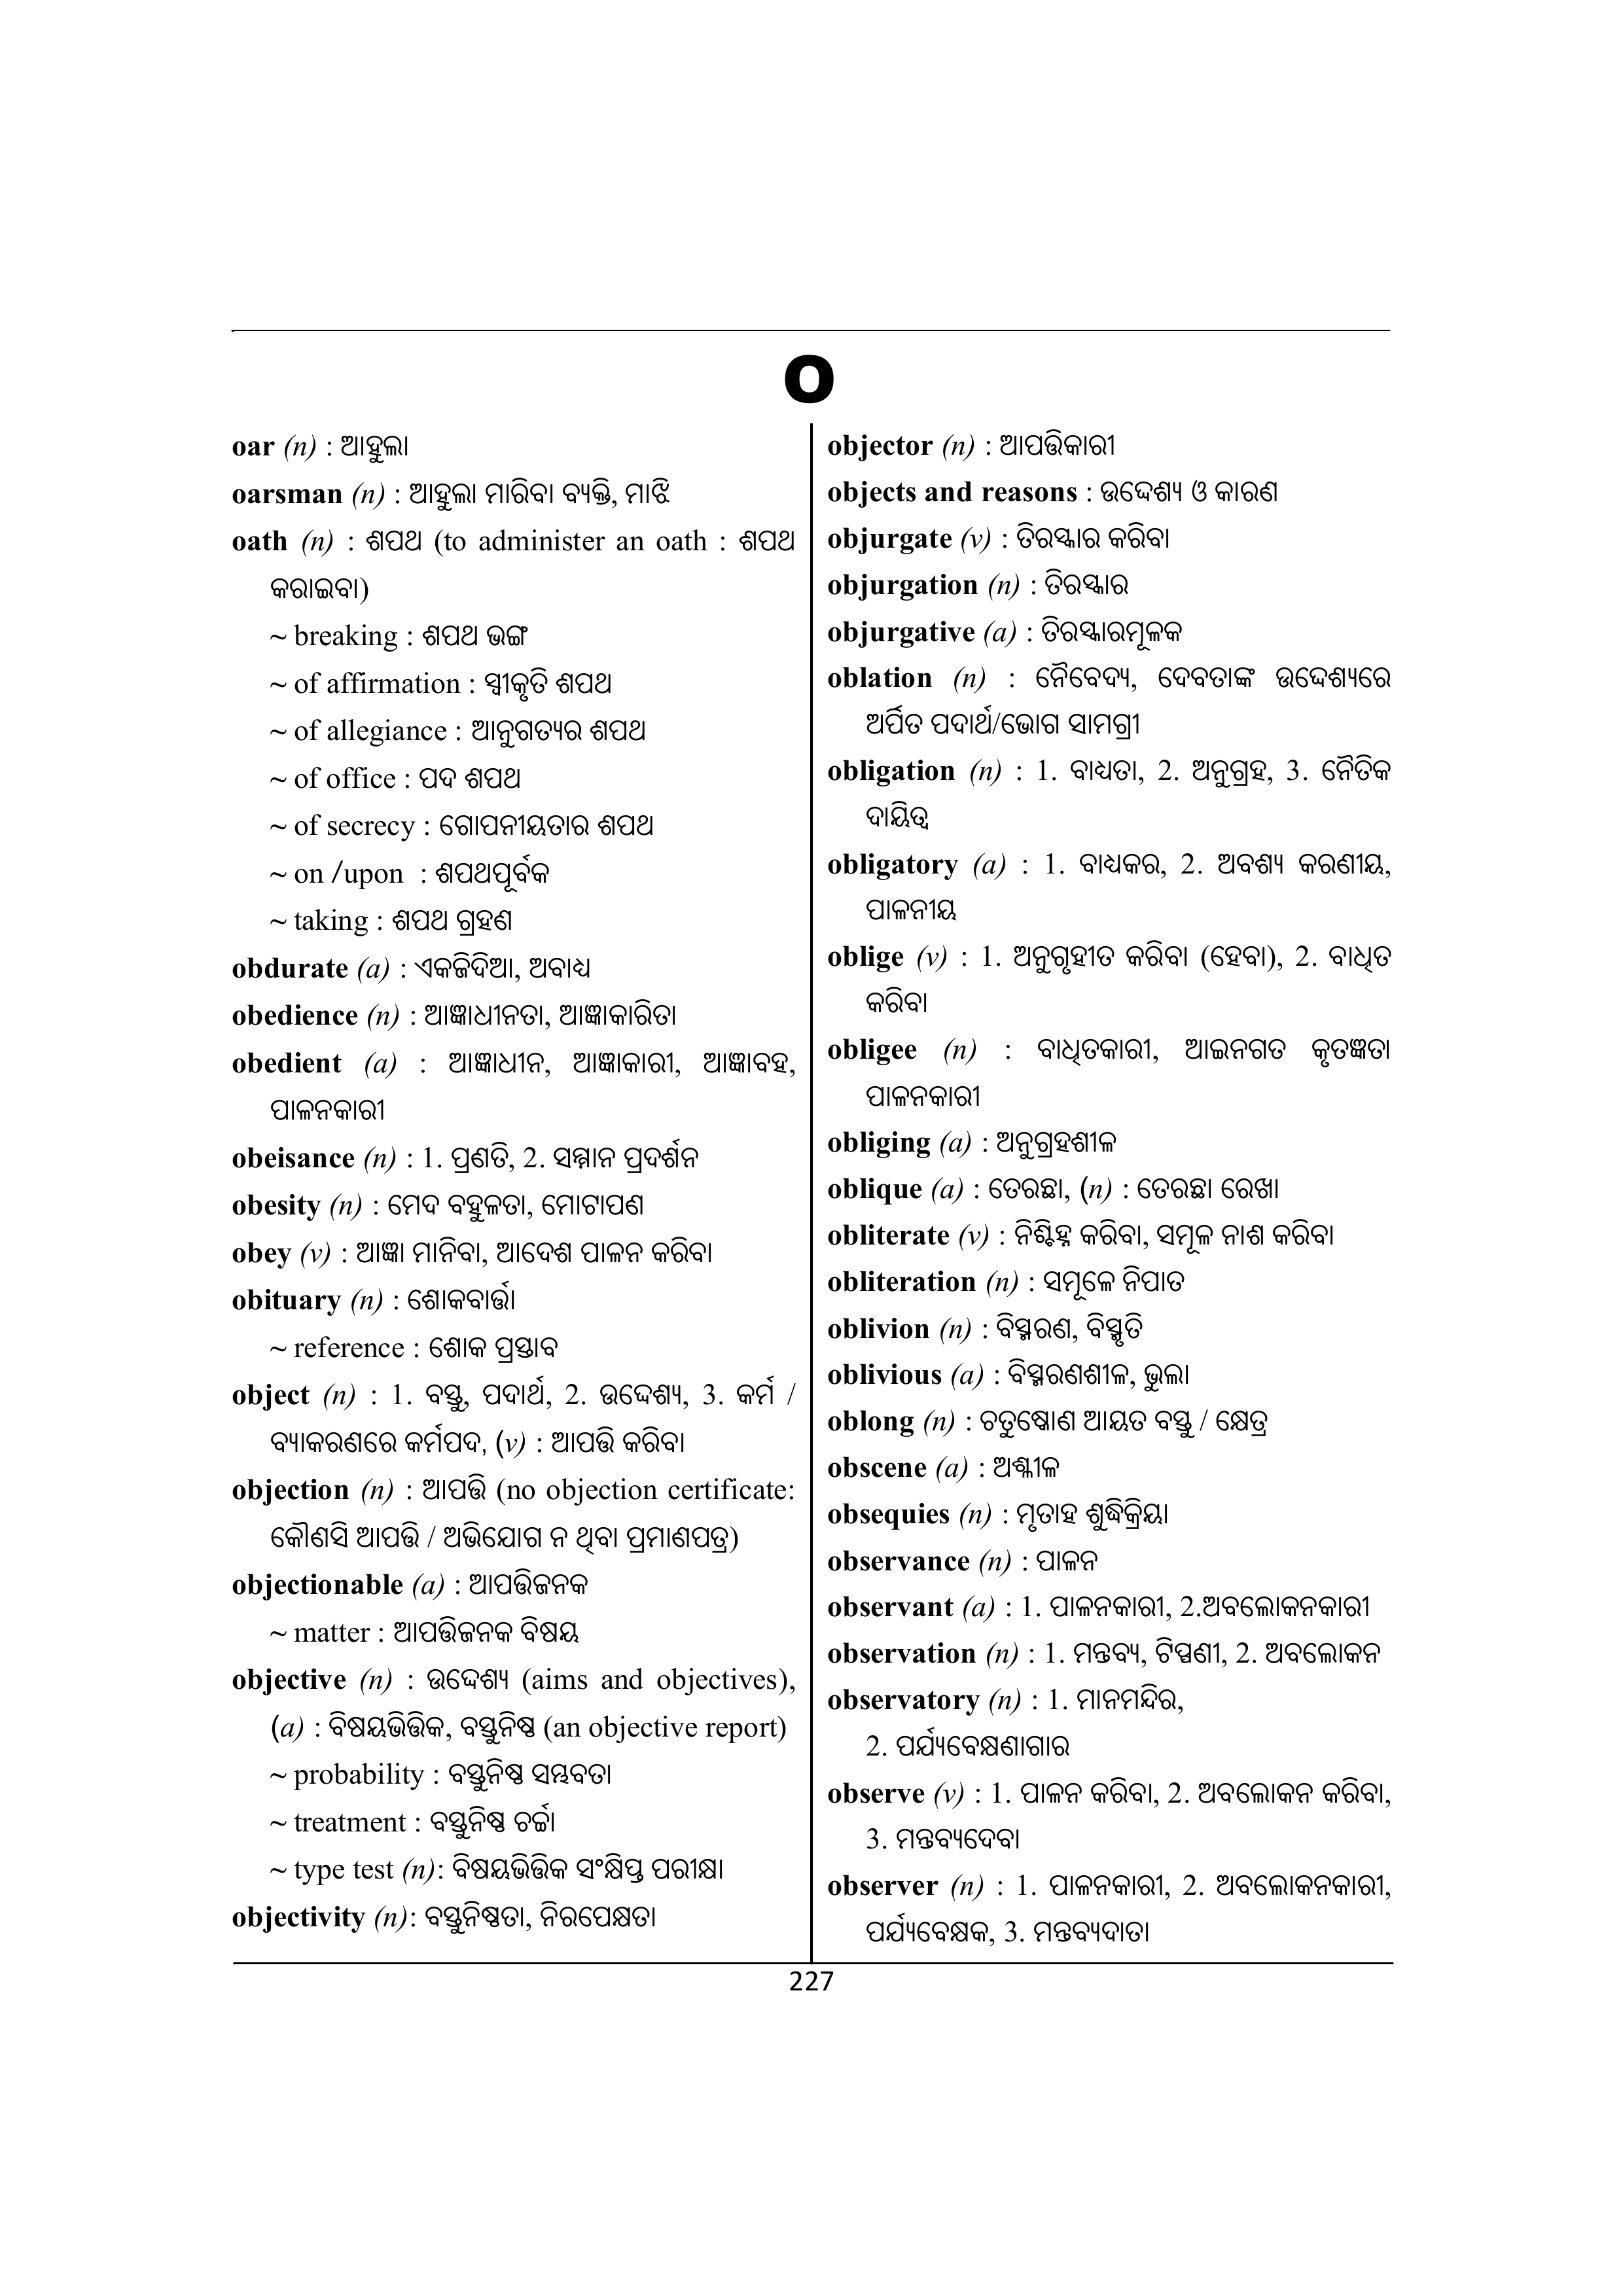 O
oar (n) : ଆହୁଲା
oarsman (n) : ଆହୁଲା ମାରିବା ବ୍ୟକ୍ତି, ମାଝି
oath (n) : ଶପଥ (to administer an oath : ଶପଥ
କରାଇବା)
~ breaking : ଶପଥ ଭଙ୍ଗ
~ of affirmation : ସ୍ୱୀକୃତି ଶପଥ
~ of allegiance : ଆନୁଗତ୍ୟର ଶପଥ
~ of office : ପଦ ଶପଥ
~ of secrecy : ଗୋପନୀୟତାର ଶପଥ
~ on /upon : ଶପଥପୂର୍ବକ
~ taking : ଶପଥ ଗ୍ରହଣ
obdurate (a) : ଏକଜିଦିଆ, ଅବାଧ୍ୟ
obedience (n) : ଆଜ୍ଞାଧୀନତା, ଆଜ୍ଞାକାରିତା
obedient (a) : ଆଜ୍ଞାଧୀନ, ଆଜ୍ଞାକାରୀ, ଆଜ୍ଞାବହ,
ପାଳନକାରୀ
obeisance (n) : 1. ପ୍ରଣତି, 2. ସମ୍ମାନ ପ୍ରଦର୍ଶନ
obesity (n) : ମେଦ ବହୁଳତା, ମୋଟାପଣ
obey (v) : ଆଜ୍ଞା ମାନିବା, ଆଦେଶ ପାଳନ କରିବା
obituary (n) : ଶୋକବାର୍ତ୍ତା
~ reference : ଶୋକ ପ୍ରସ୍ତାବ
object (n) : 1. ବସ୍ତୁ, ପଦାର୍ଥ, 2. ଉଦ୍ଦେଶ୍ୟ, 3. କର୍ମ /
ବ୍ୟାକରଣରେ କର୍ମପଦ, (v) : ଆପତ୍ତି କରିବା
objection (n) : ଆପତ୍ତି (no objection certificate:
କୌଣସି ଆପତ୍ତି / ଅଭିଯୋଗ ନ ଥିବା ପ୍ରମାଣପତ୍ର)
objectionable (a) : ଆପତ୍ତିଜନକ
~ matter : ଆପତ୍ତିଜନକ ବିଷୟ
objective (n) : ଉଦ୍ଦେଶ୍ୟ (aims and objectives),
(a) : ବିଷୟଭିତ୍ତିକ, ବସ୍ତୁନିଷ୍ଠ (an objective report)
~ probability : ବସ୍ତୁନିଷ୍ଠ ସମ୍ଭବତା
~ treatment : ବସ୍ତୁନିଷ୍ଠ ଚର୍ଚ୍ଚା
~ type test (n): ବିଷୟଭିତ୍ତିକ ସଂକ୍ଷିପ୍ତ ପରୀକ୍ଷା
objectivity (n): ବସ୍ତୁନିଷ୍ଠତା, ନିରପେକ୍ଷତା
objector (n) : ଆପତ୍ତିକାରୀ
objects and reasons : ଉଦ୍ଦେଶ୍ୟ ଓ କାରଣ
objurgate (v) : ତିରସ୍କାର କରିବା
objurgation (n) : ତିରସ୍କାର
objurgative (a) : ତିରସ୍କାରମୂଳକ
oblation (n) : ନୈବେଦ୍ୟ, ଦେବତାଙ୍କ ଉଦ୍ଦେଶ୍ୟରେ
ଅର୍ପିତ ପଦାର୍ଥ/ଭୋଗ ସାମଗ୍ରୀ
obligation (n) : 1. ବାଧ୍ୟତା, 2. ଅନୁଗ୍ରହ, 3. ନୈତିକ
ଦାୟିତ୍ୱ
obligatory (a) : 1. ବାଧ୍ୟକର, 2. ଅବଶ୍ୟ କରଣୀୟ,
ପାଳନୀୟ
oblige (v) : 1. ଅନୁଗୃହୀତ କରିବା (ହେବା), 2. ବାଧିତ
କରିବା
obligee (n) : ବାଧିତକାରୀ, ଆଇନଗତ କୃତଜ୍ଞତା
ପାଳନକାରୀ
obliging (a) : ଅନୁଗ୍ରହଶୀଳ
oblique (a) : ତେରଛା, (n) : ତେରଛା ରେଖା
obliterate (v) : ନିଶ୍ଚିହ୍ନ କରିବା, ସମୂଳ ନାଶ କରିବା
obliteration (n) : ସମୂଳେ ନିପାତ
oblivion (n) : ବିସ୍ମରଣ, ବିସ୍ମୃତି
oblivious (a) : ବିସ୍ମରଣଶୀଳ, ଭୁଲା
oblong (n) : ଚତୁଷ୍କୋଣ ଆୟତ ବସ୍ତୁ / କ୍ଷେତ୍ର
obscene (a) : ଅଶ୍ଳୀଳ
obsequies (n) : ମୃତାହ ଶୁଦ୍ଧିକ୍ରିୟା
observance (n) : ପାଳନ
observant (a) : 1. ପାଳନକାରୀ, 2.ଅବଲୋକନକାରୀ
observation (n) : 1. ମନ୍ତବ୍ୟ, ଟିପ୍ପଣୀ, 2. ଅବଲୋକନ
observatory (n) : 1. ମାନମନ୍ଦିର,
2. ପର୍ଯ୍ୟବେକ୍ଷଣାଗାର
observe (v) : 1. ପାଳନ କରିବା, 2. ଅବଲୋକନ କରିବା,
3. ମନ୍ତବ୍ୟଦେବା
observer (n) : 1. ପାଳନକାରୀ, 2. ଅବଲୋକନକାରୀ,
ପର୍ଯ୍ୟବେକ୍ଷକ, 3. ମନ୍ତବ୍ୟଦାତା
227